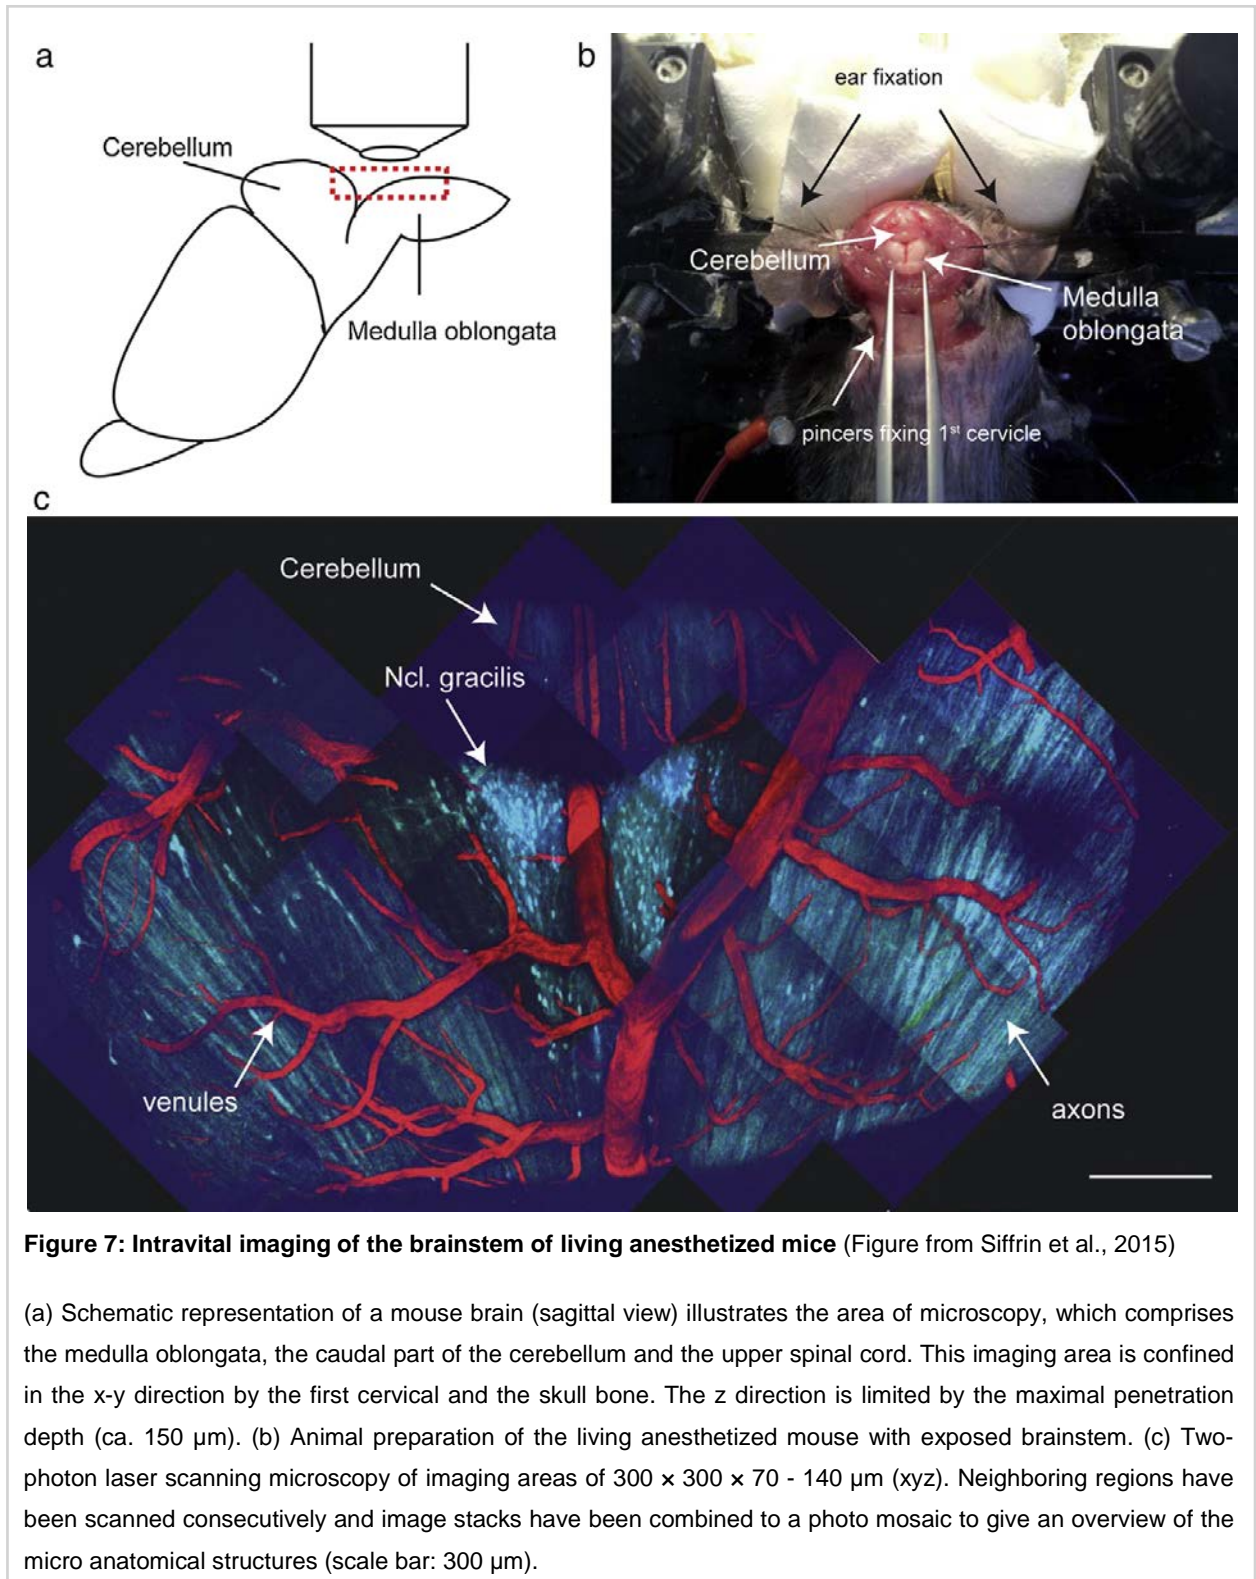 a
Cerebellum
Medulla oblongata
b
ear fixation
Cerebellum
Medulla
oblongata
pincers fixing 1st cervicle
c
Cerebellum
Ncl. gracilis
venules
axons
Figure 7: Intravital imaging of the brainstem of living anesthetized mice (Figure from Siffrin et al., 2015)
(a) Schematic representation of a mouse brain (sagittal view) illustrates the area of microscopy, which comprises
the medulla oblongata, the caudal part of the cerebellum and the upper spinal cord. This imaging area is confined
in the x-y direction by the first cervical and the skull bone. The z direction is limited by the maximal penetration
depth (ca. 150 µm). (b) Animal preparation of the living anesthetized mouse with exposed brainstem. (c) Two-
photon laser scanning microscopy of imaging areas of 300 × 300 × 70 - 140 µm (xyz). Neighboring regions have
been scanned consecutively and image stacks have been combined to a photo mosaic to give an overview of the
micro anatomical structures (scale bar: 300 µm).